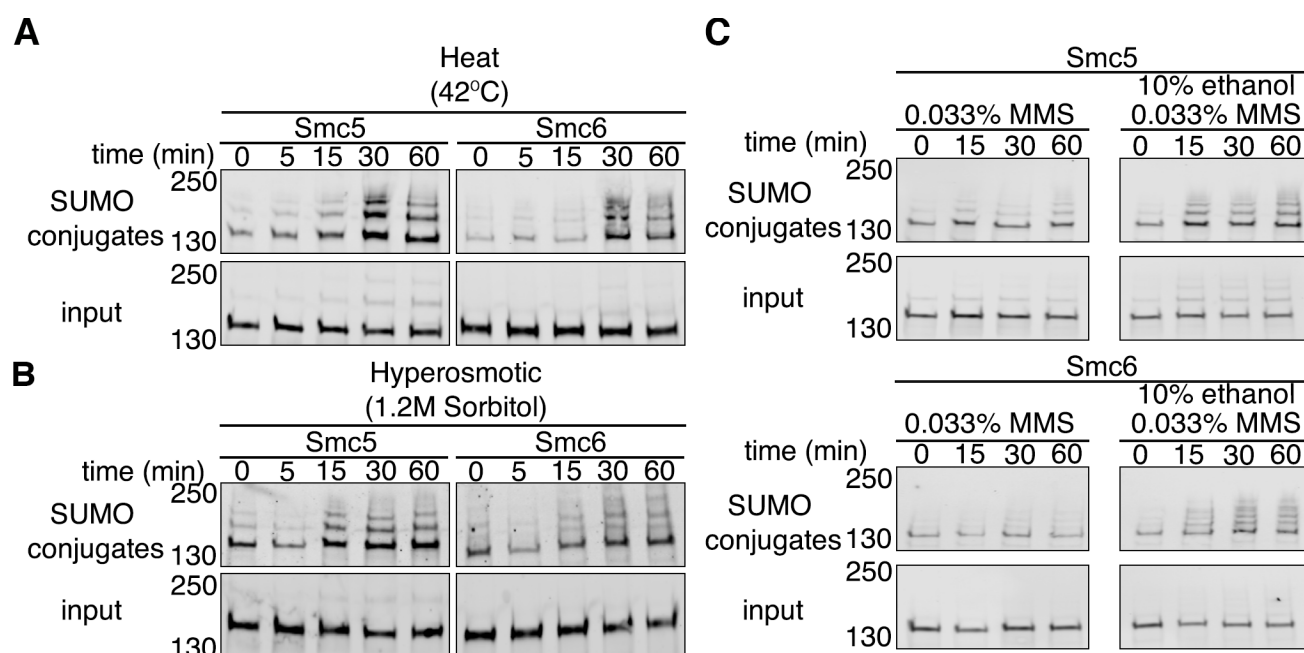 A
Heat
(42°C)
Smc5 Smc6
time (min) 0 5 15 30 60 0 5 15 30 60
250
SUMO
conjugates 130
250
input
130
B
Hyperosmotic
(1.2M Sorbitol)
Smc5 Smc6
time (min) 0 5 15 30 60 0 5 15 30 60
250
SUMO
conjugates 130
250
input
130
C
Smc5
10% ethanol
0.033% MMS 0.033% MMS
time (min) 0 15 30 60 0 15 30 60
250
SUMO
conjugates 130
250
input
130
Smc6
10% ethanol
0.033% MMS 0.033% MMS
time (min) 0 15 30 60 0 15 30 60
250
SUMO
conjugates 130
250
input
130